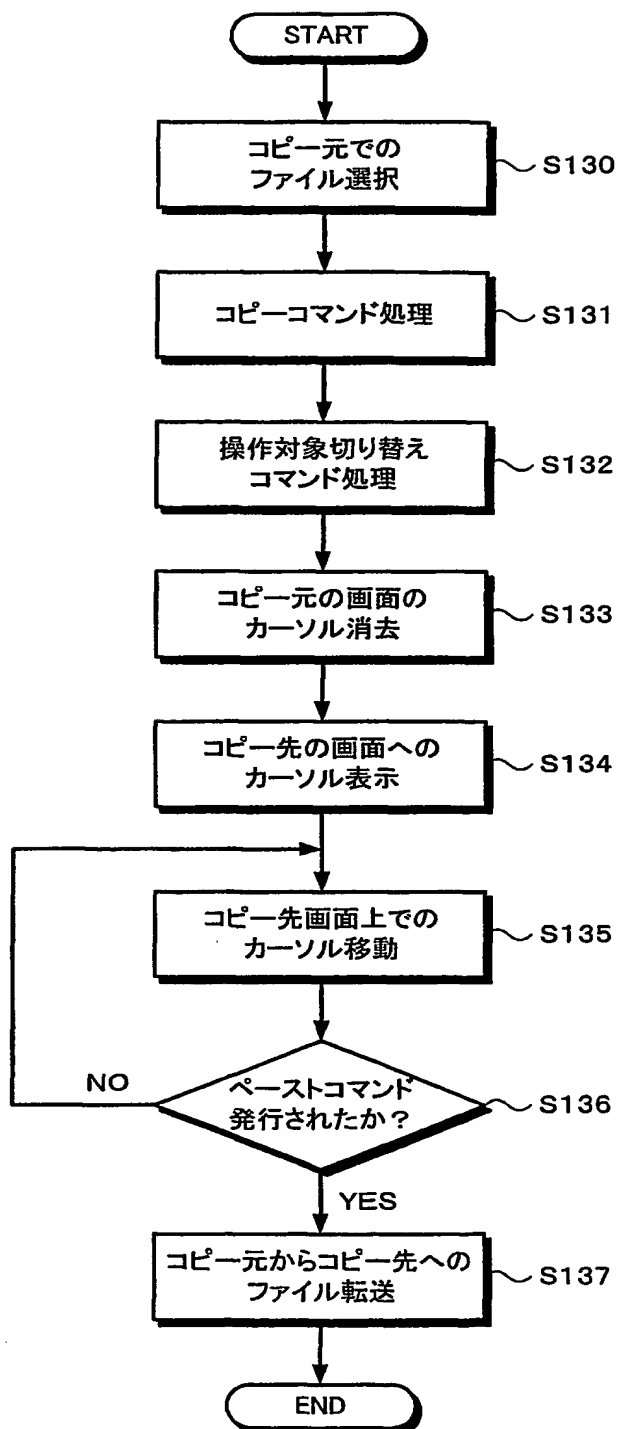 START
コピー元での
ファイル選択
S130
コピーコマンド処理
S131
操作対象切り替え
コマンド処理
S132
コピー元の画面の
カーソル消去
S133
コピー先の画面への
カーソル表示
S134
コピー先画面上での
カーソル移動
S135
NO
ペーストコマンド
発行されたか?
S136
YES
コピー元からコピー先への
ファイル転送
S137
END